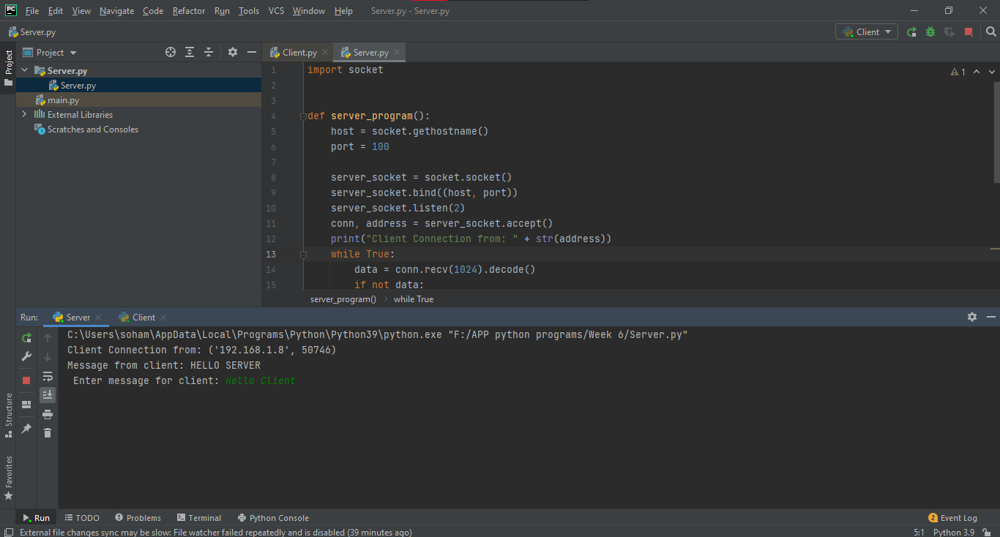 PC File Edit View Navigate Code Refactor Run Tools VCS Window Help Server.py - Server.py
Server.py Client
Project Client.py Server.py
Project
Server.py
Server.py
main.py
External Libraries
Scratches and Consoles
1 import socket
1
2
3
4 def server_program():
5 host = socket.gethostname()
6 port = 100
7
8 server_socket = socket.socket()
9 server_socket.bind((host, port))
10 server_socket.listen(2)
11 conn, address = server_socket.accept()
12 print("Client Connection from: " + str(address))
13 while True:
14 data = conn.recv(1024).decode()
15 if not data:
server_program() › while True
Run: Server Client
C:\Users\soham\AppData\Local\Programs\Python\Python39\python.exe "F:/APP python programs/Week 6/Server.py"
Client Connection from: ('192.168.1.8', 50746)
Message from client: HELLO SERVER
Enter message for client: Hello Client
Structure
Favorites
Run TODO Problems Terminal Python Console 2 Event Log
External file changes sync may be slow: File watcher failed repeatedly and is disabled (39 minutes ago) 5:1 Python 3.9